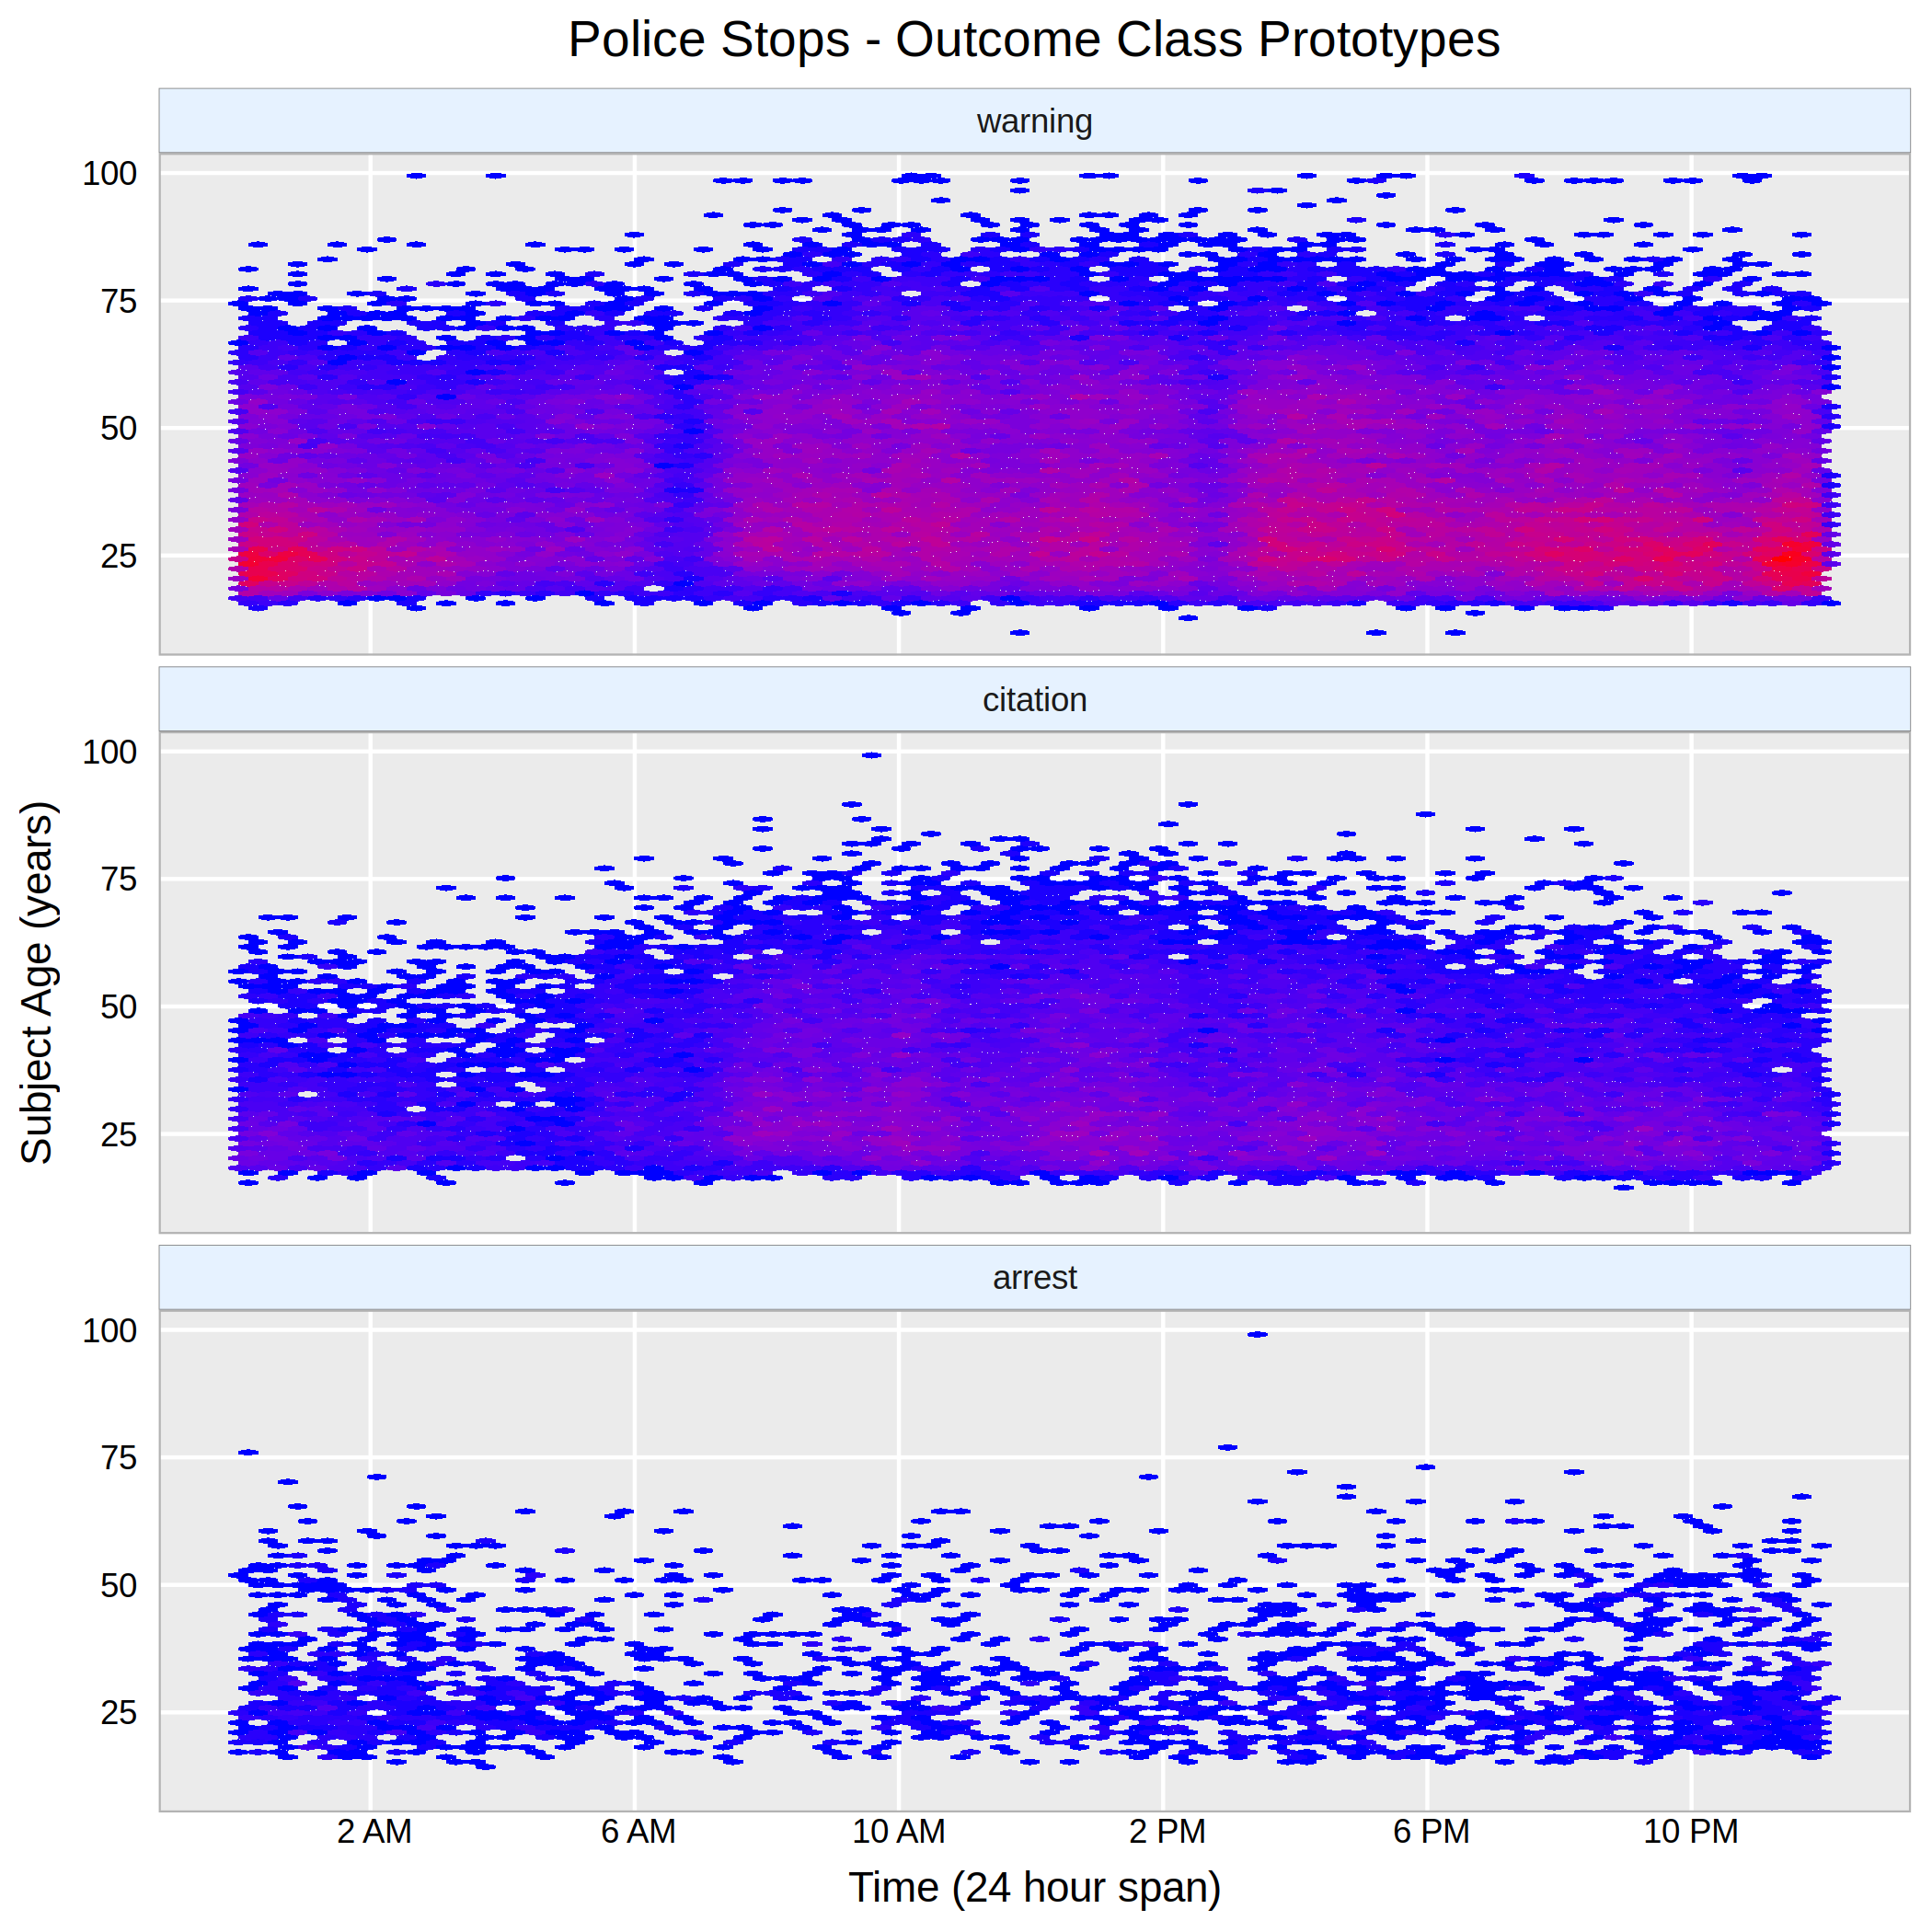 Police Stops - Outcome Class Prototypes
warning
100
75
50
25
citation
100
75
50
25
arrest
100
75
50
25
Subject Age (years)
2 AM 6 AM 10 AM 2 PM 6 PM 10 PM
Time (24 hour span)